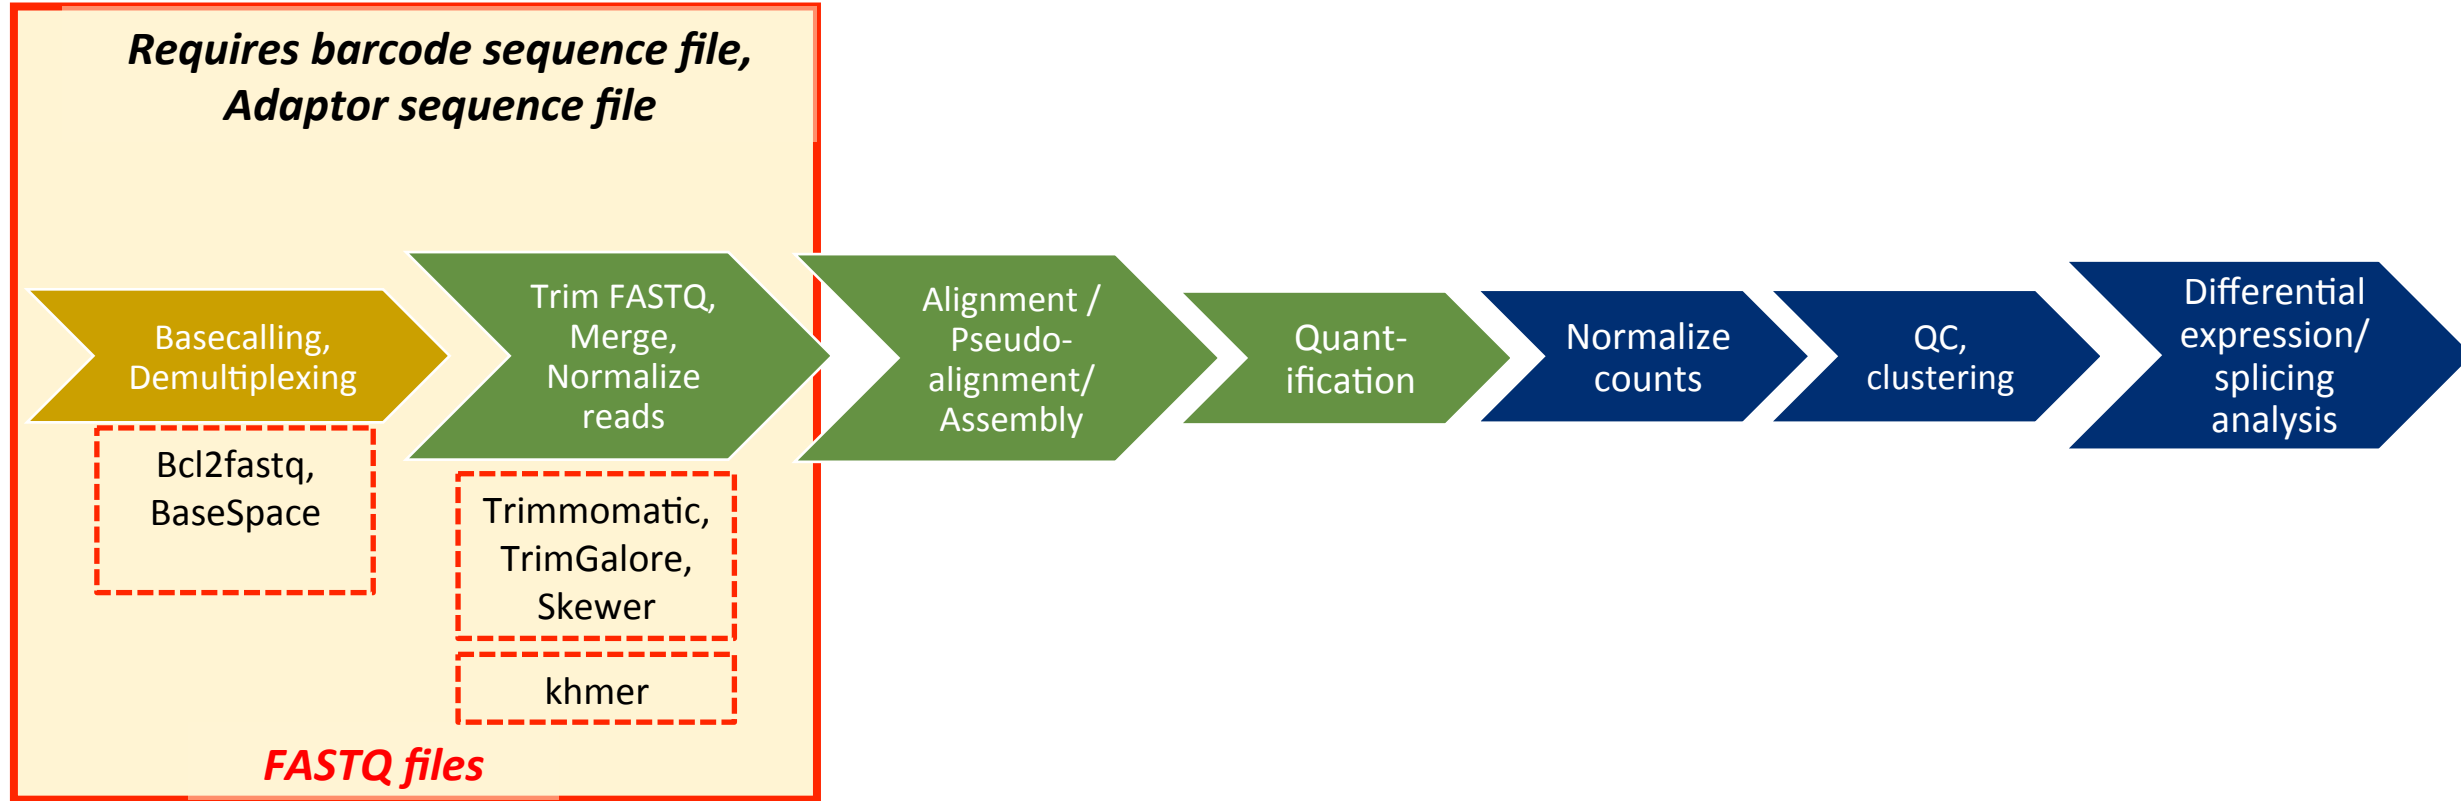 Requires barcode sequence file,
Adaptor sequence file
Basecalling,
Demultiplexing
Trim FASTQ,
Merge,
Normalize
reads
Alignment /
Pseudo-
alignment/
Assembly
Quant-
ification
Normalize
counts
QC,
clustering
Differential
expression/
splicing
analysis
Bcl2fastq,
BaseSpace
Trimmomatic,
TrimGalore,
Skewer
khmer
FASTQ files